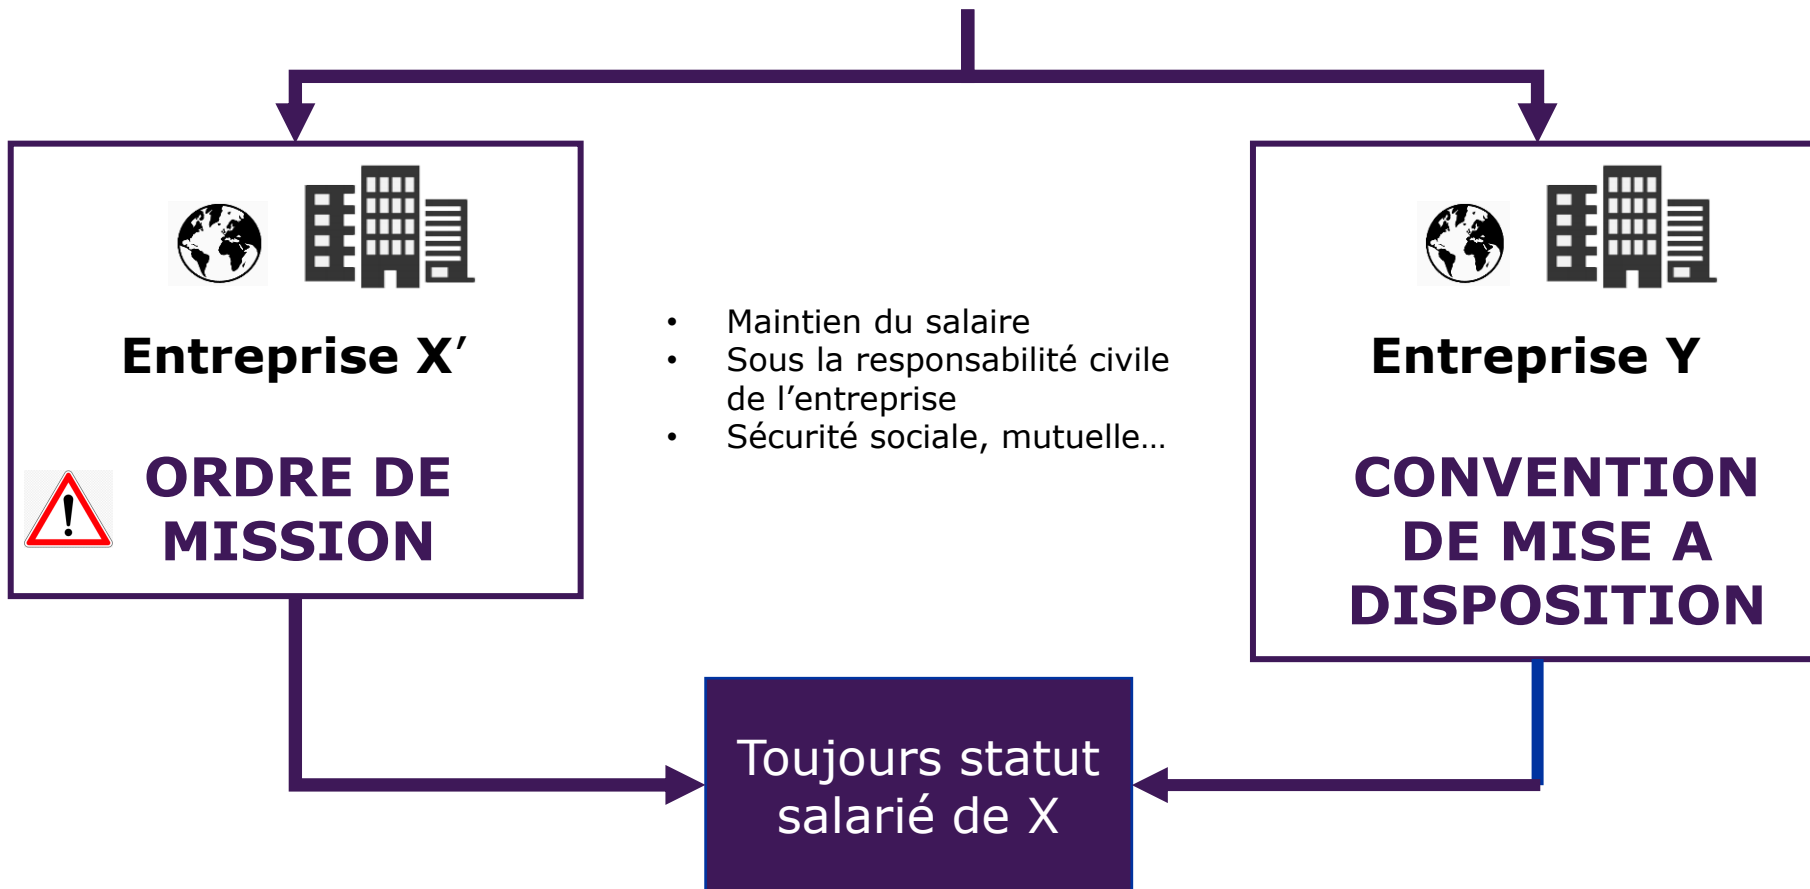 Entreprise X’
ORDRE DE
MISSION
• Maintien du salaire
• Sous la responsabilité civile
de l’entreprise
• Sécurité sociale, mutuelle…
Entreprise Y
CONVENTION
DE MISE A
DISPOSITION
Toujours statut
salarié de X